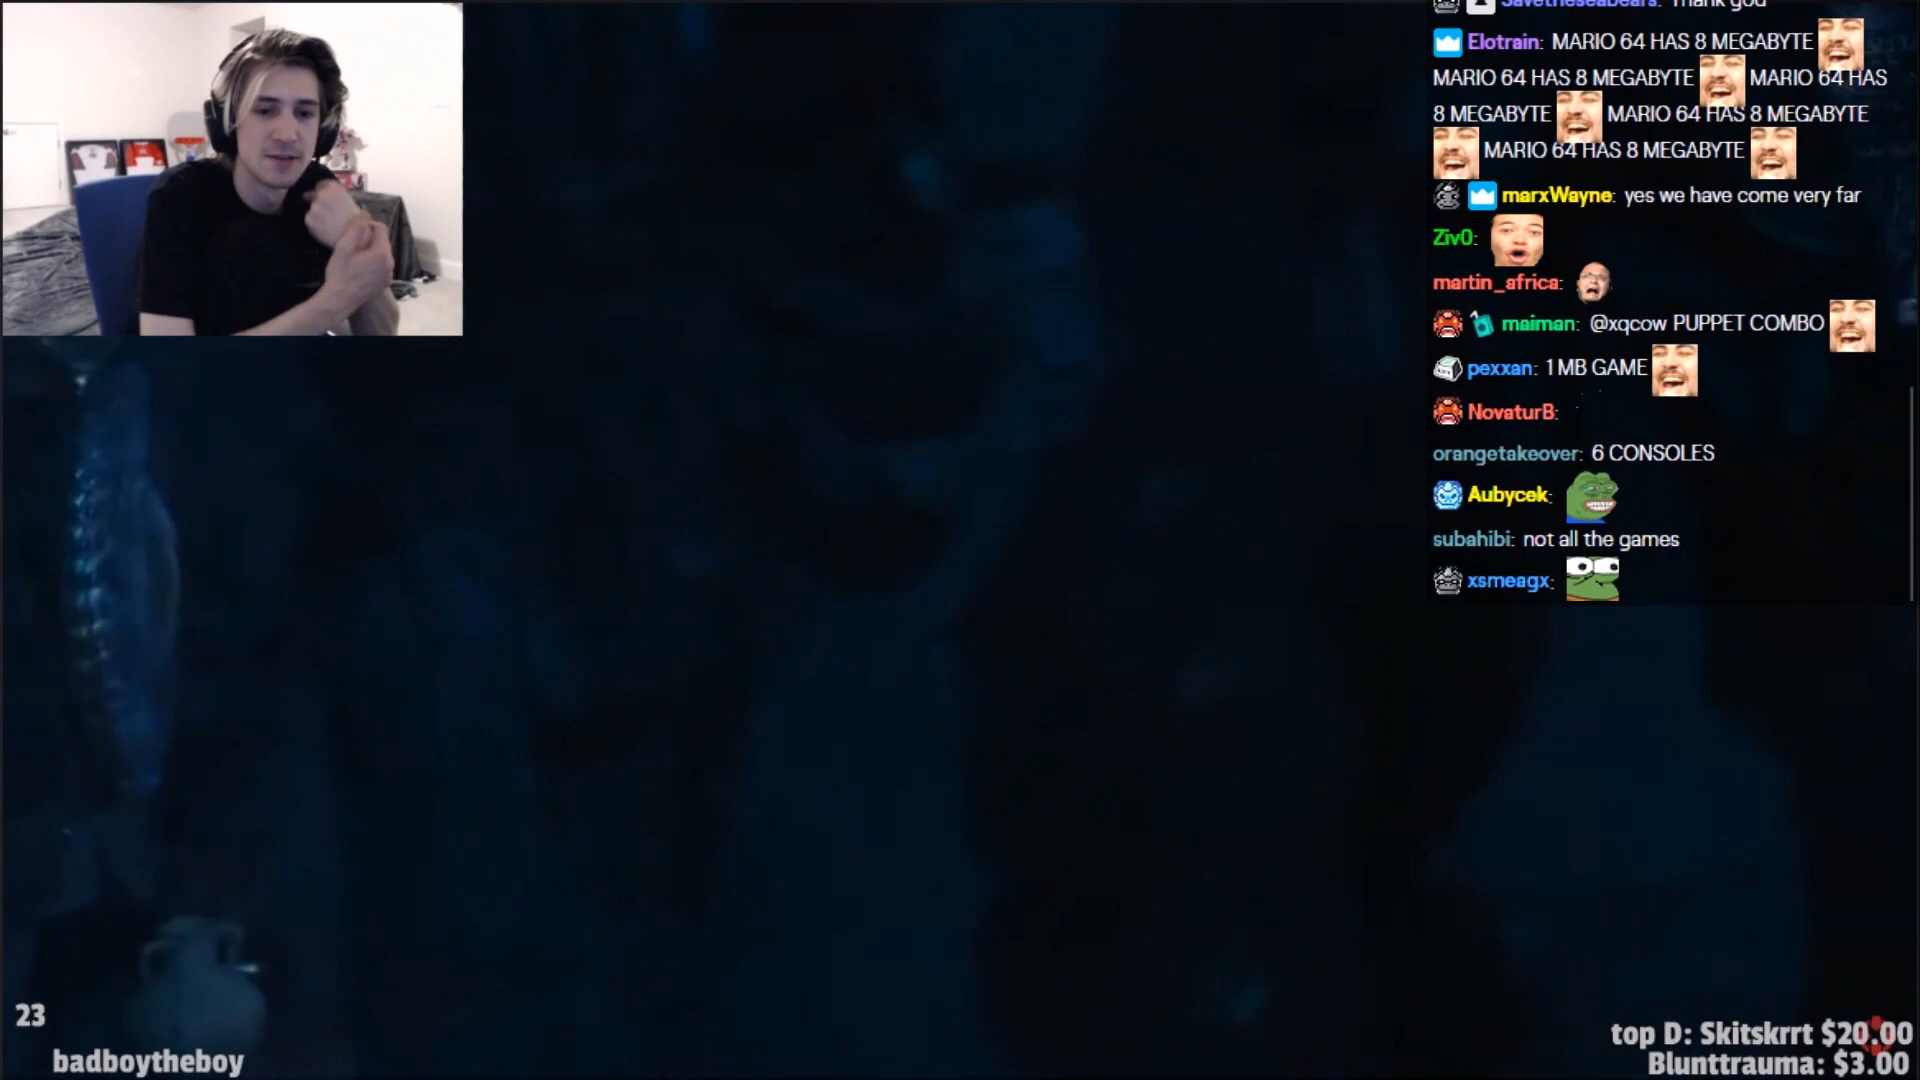 Savetheseabears: Thank god
Elotrain: MARIO 64 HAS 8 MEGABYTE
MARIO 64 HAS 8 MEGABYTE MARIO 64 HAS
8 MEGABYTE MARIO 64 HAS 8 MEGABYTE
MARIO 64 HAS 8 MEGABYTE
marxWayne: yes we have come very far
Ziv0:
martin_africa:
maiman: @xqcow PUPPET COMBO
pexxan: 1 MB GAME
NovaturB:
orangetakeover: 6 CONSOLES
Aubycek:
subahibi: not all the games
xsmeagx:
23
badboytheboy
top D: Skitskrrt $20.00
Blunttrauma: $3.00